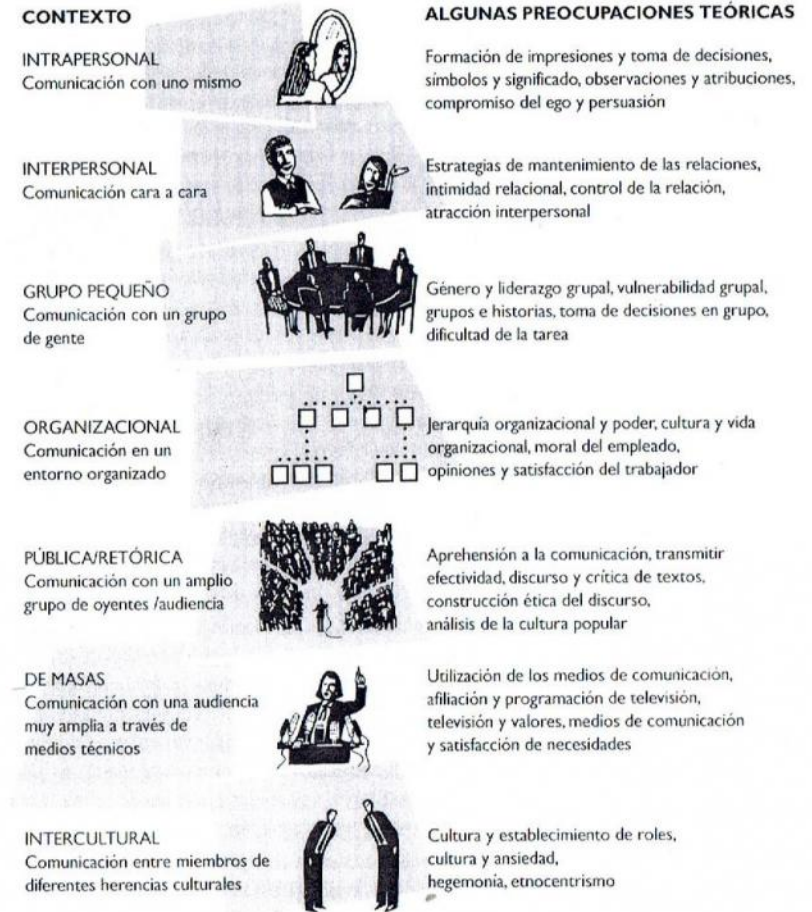 CONTEXTO
ALGUNAS PREOCUPACIONES TEÓRICAS
INTRAPERSONAL
Comunicación con uno mismo
Formación de impresiones y toma de decisiones,
símbolos y significado, observaciones y atribuciones,
compromiso del ego y persuasión
INTERPERSONAL
Comunicación cara a cara
Estrategias de mantenimiento de las relaciones,
intimidad relacional, control de la relación,
atracción interpersonal
GRUPO PEQUEÑO
Comunicación con un grupo
de gente
Género y liderazgo grupal, vulnerabilidad grupal,
grupos e historias, toma de decisiones en grupo,
dificultad de la tarea
ORGANIZACIONAL
Comunicación en un
entorno organizado
Jerarquía organizacional y poder, cultura y vida
organizacional, moral del empleado,
opiniones y satisfacción del trabajador
PÚBLICA/RETÓRICA
Comunicación con un amplio
grupo de oyentes /audiencia
Aprehensión a la comunicación, transmitir
efectividad, discurso y crítica de textos,
construcción ética del discurso,
análisis de la cultura popular
DE MASAS
Comunicación con una audiencia
muy amplia a través de
medios técnicos
Utilización de los medios de comunicación,
afiliación y programación de televisión,
televisión y valores, medios de comunicación
y satisfacción de necesidades
INTERCULTURAL
Comunicación entre miembros de
diferentes herencias culturales
Cultura y establecimiento de roles,
cultura y ansiedad,
hegemonía, etnocentrismo